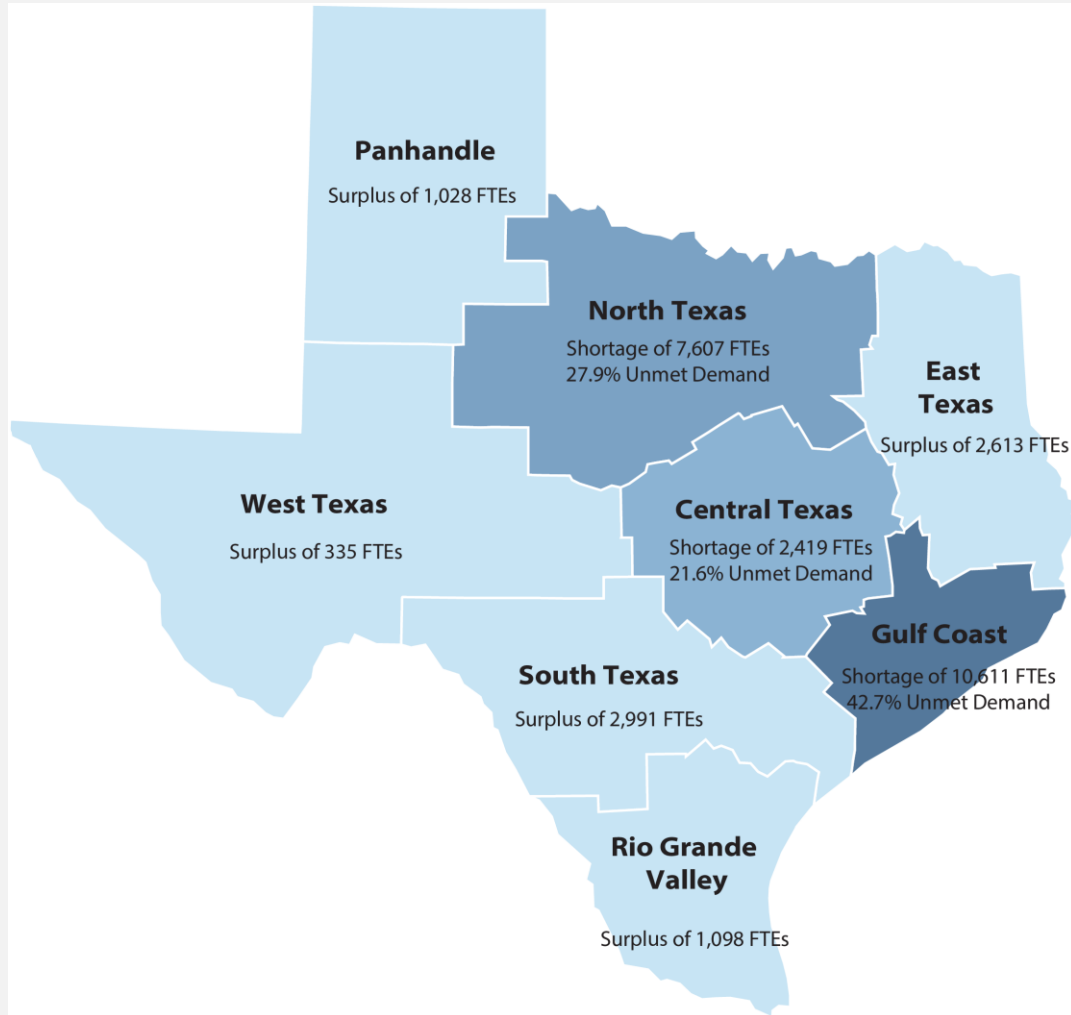 Panhandle
Surplus of 1,028 FTEs
North Texas
Shortage of 7,607 FTEs
27.9% Unmet Demand
East
Texas
Surplus of 2,613 FTEs
West Texas
Surplus of 335 FTEs
Central Texas
Shortage of 2,419 FTEs
21.6% Unmet Demand
Gulf Coast
Shortage of 10,611 FTEs
42.7% Unmet Demand
South Texas
Surplus of 2,991 FTEs
Rio Grande
Valley
Surplus of 1,098 FTEs